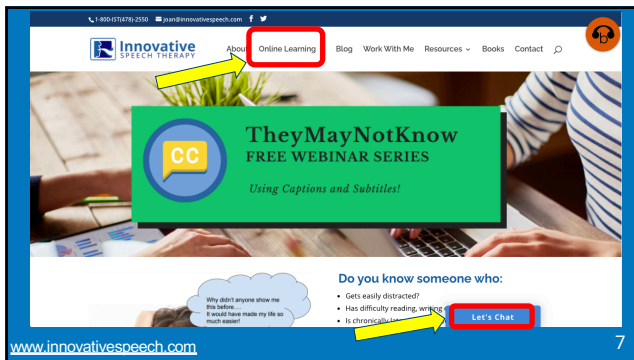 1-800-IST(478)-2550 joan@innovativespeech.com
Innovative
SPEECH THERAPY
About Online Learning Blog Work With Me Resources Books Contact
CC
TheyMayNotKnow
FREE WEBINAR SERIES
Using Captions and Subtitles!
Why didn't anyone show me
this before....
It would have made my life so
much easier!
Do you know someone who:
• Gets easily distracted?
• Has difficulty reading, writing
• Is chronically
Let's Chat
www.innovativespeech.com
7